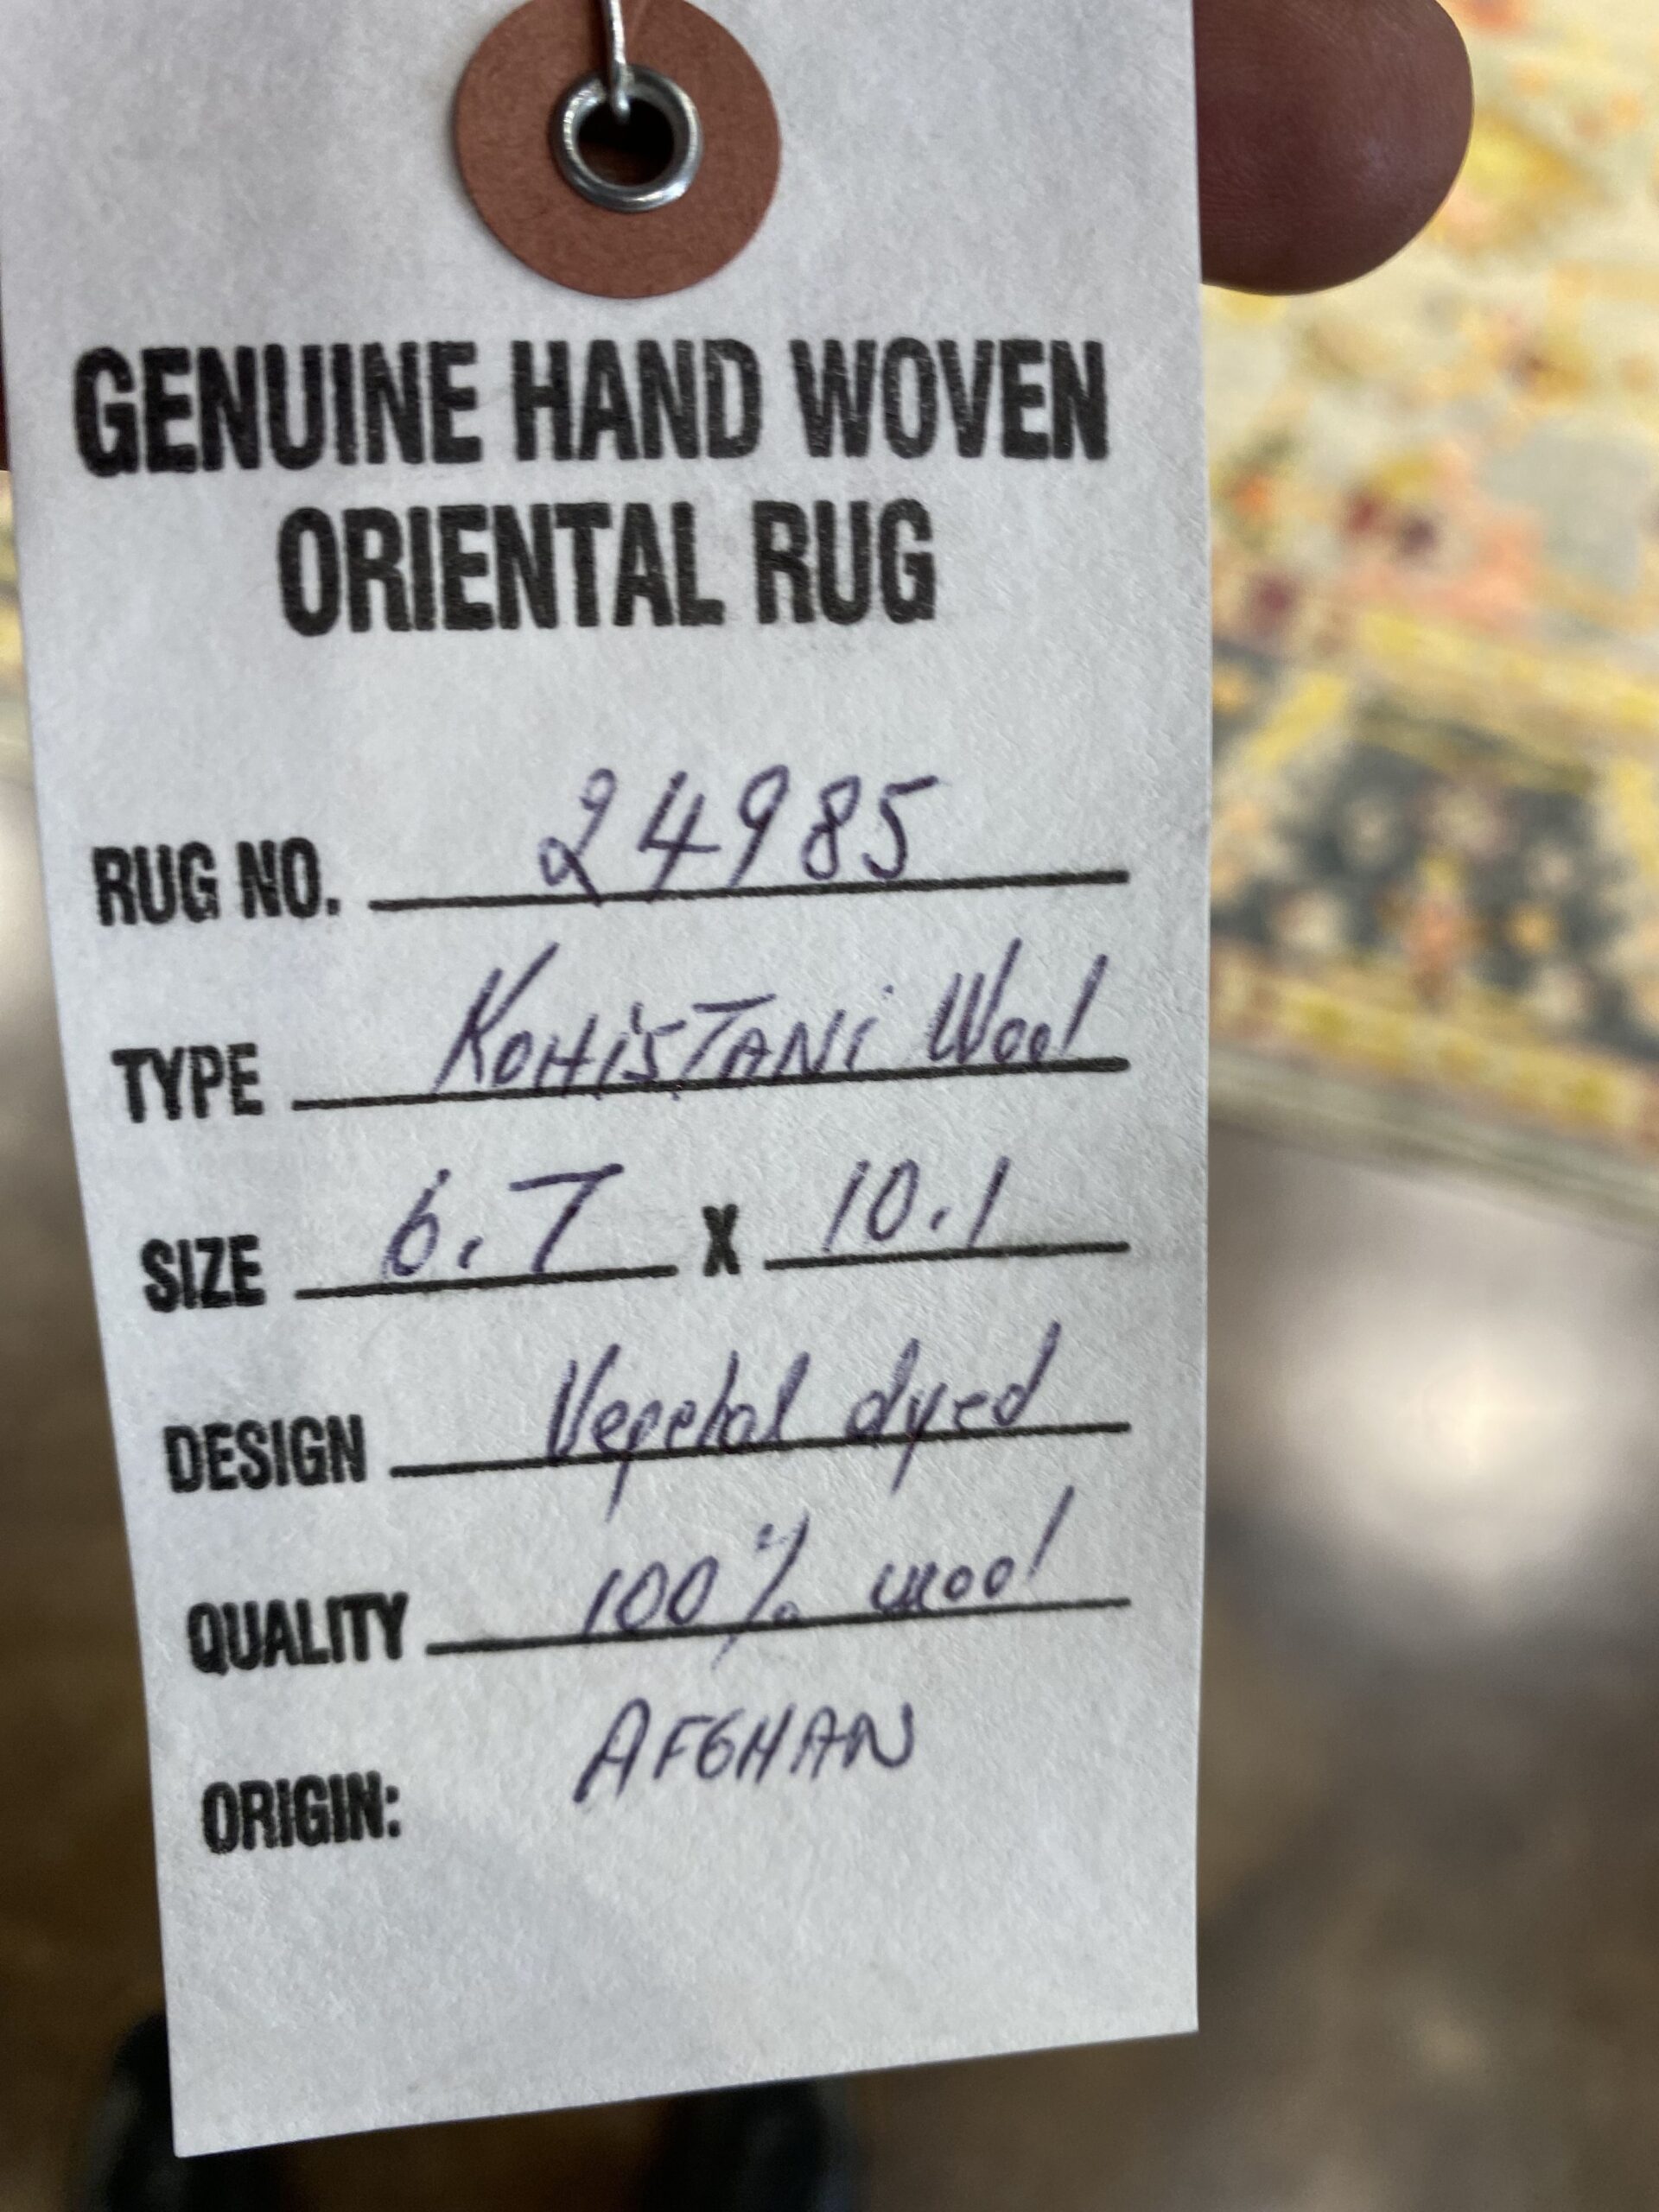 GENUINE HAND WOVEN
ORIENTAL RUG
RUG NO. 24985
TYPE KOHiSTANi Wool
SIZE 6.7 X 10.1
DESIGN Vegetal dyed
QUALITY 100% wool
ORIGIN: AFGHAN